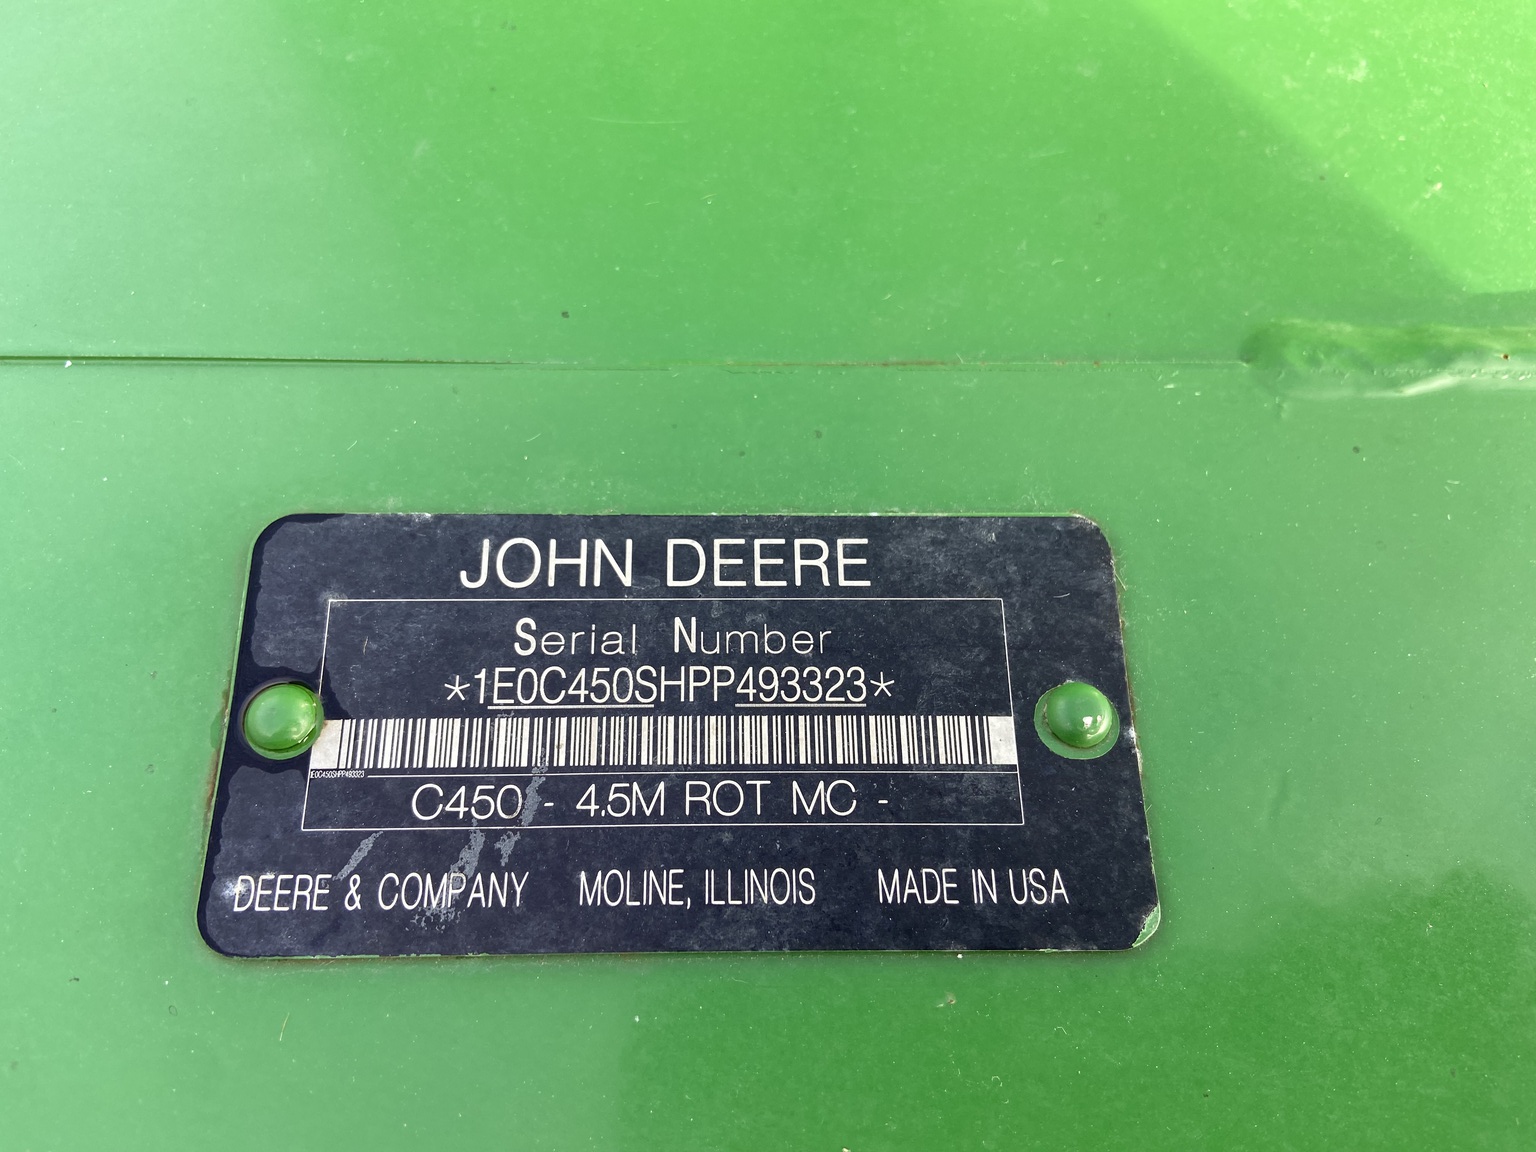 JOHN DEERE
Serial Number
*1E0C450SHPP493323*
1E0C450SHPP493323
C450 - 4.5M ROT MC -
DEERE & COMPANY MOLINE, ILLINOIS MADE IN USA